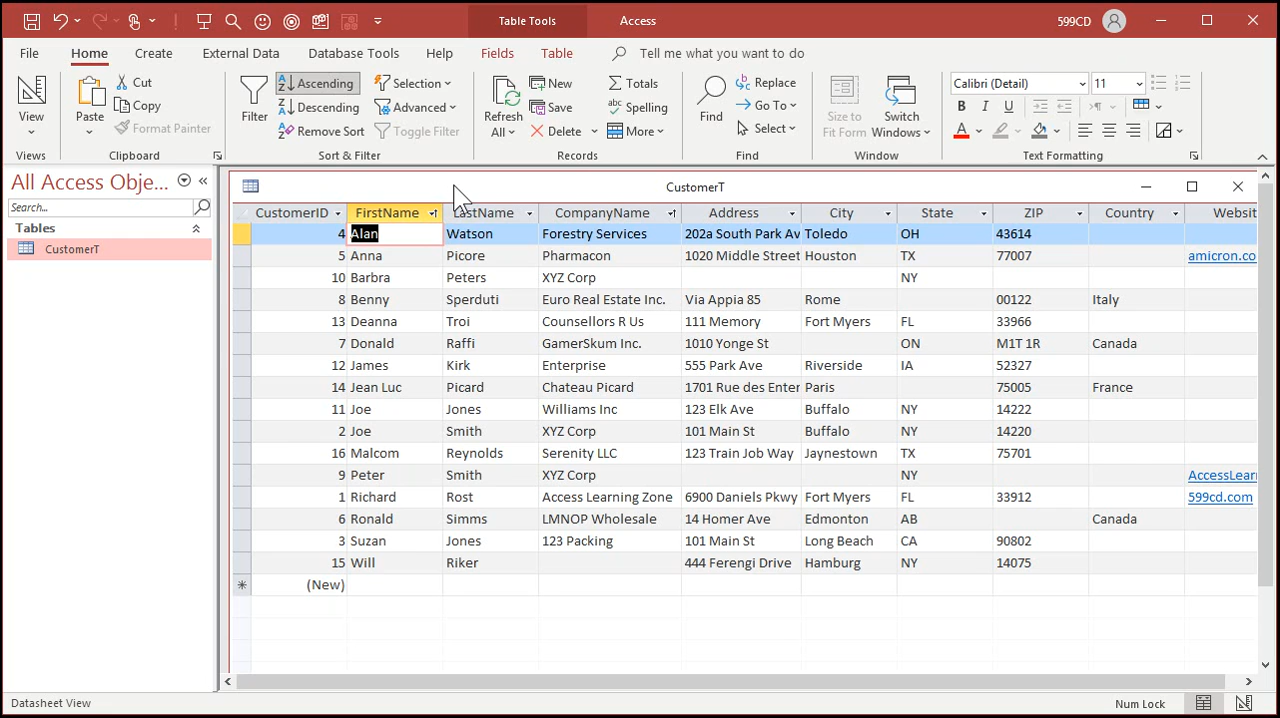 Table Tools Access 599CD
File Home Create External Data Database Tools Help Fields Table Tell me what you want to do
View
Views
Paste
Cut
Copy
Format Painter
Clipboard
Filter
Ascending
Descending
Remove Sort
Selection
Advanced
Toggle Filter
Sort & Filter
Refresh
All
New
Save
Delete
Totals
Spelling
More
Records
Find
Replace
Go To
Select
Find
Size to
Fit Form
Switch
Windows
Window
Calibri (Detail) 11
B I U
A
Text Formatting
All Access Obje...
Search...
Tables
CustomerT
CustomerT
CustomerID FirstName LastName CompanyName Address City State ZIP Country Websit
4 Alan Watson Forestry Services 202a South Park Av Toledo OH 43614
5 Anna Picore Pharmacon 1020 Middle Street Houston TX 77007 amicron.co
10 Barbra Peters XYZ Corp NY
8 Benny Sperduti Euro Real Estate Inc. Via Appia 85 Rome 00122 Italy
13 Deanna Troi Counsellors R Us 111 Memory Fort Myers FL 33966
7 Donald Raffi GamerSkum Inc. 1010 Yonge St ON M1T 1R Canada
12 James Kirk Enterprise 555 Park Ave Riverside IA 52327
14 Jean Luc Picard Chateau Picard 1701 Rue des Enter Paris 75005 France
11 Joe Jones Williams Inc 123 Elk Ave Buffalo NY 14222
2 Joe Smith XYZ Corp 101 Main St Buffalo NY 14220
16 Malcom Reynolds Serenity LLC 123 Train Job Way Jaynestown TX 75701
9 Peter Smith XYZ Corp NY AccessLear
1 Richard Rost Access Learning Zone 6900 Daniels Pkwy Fort Myers FL 33912 599cd.com
6 Ronald Simms LMNOP Wholesale 14 Homer Ave Edmonton AB Canada
3 Suzan Jones 123 Packing 101 Main St Long Beach CA 90802
15 Will Riker 444 Ferengi Drive Hamburg NY 14075
(New)
Datasheet View Num Lock